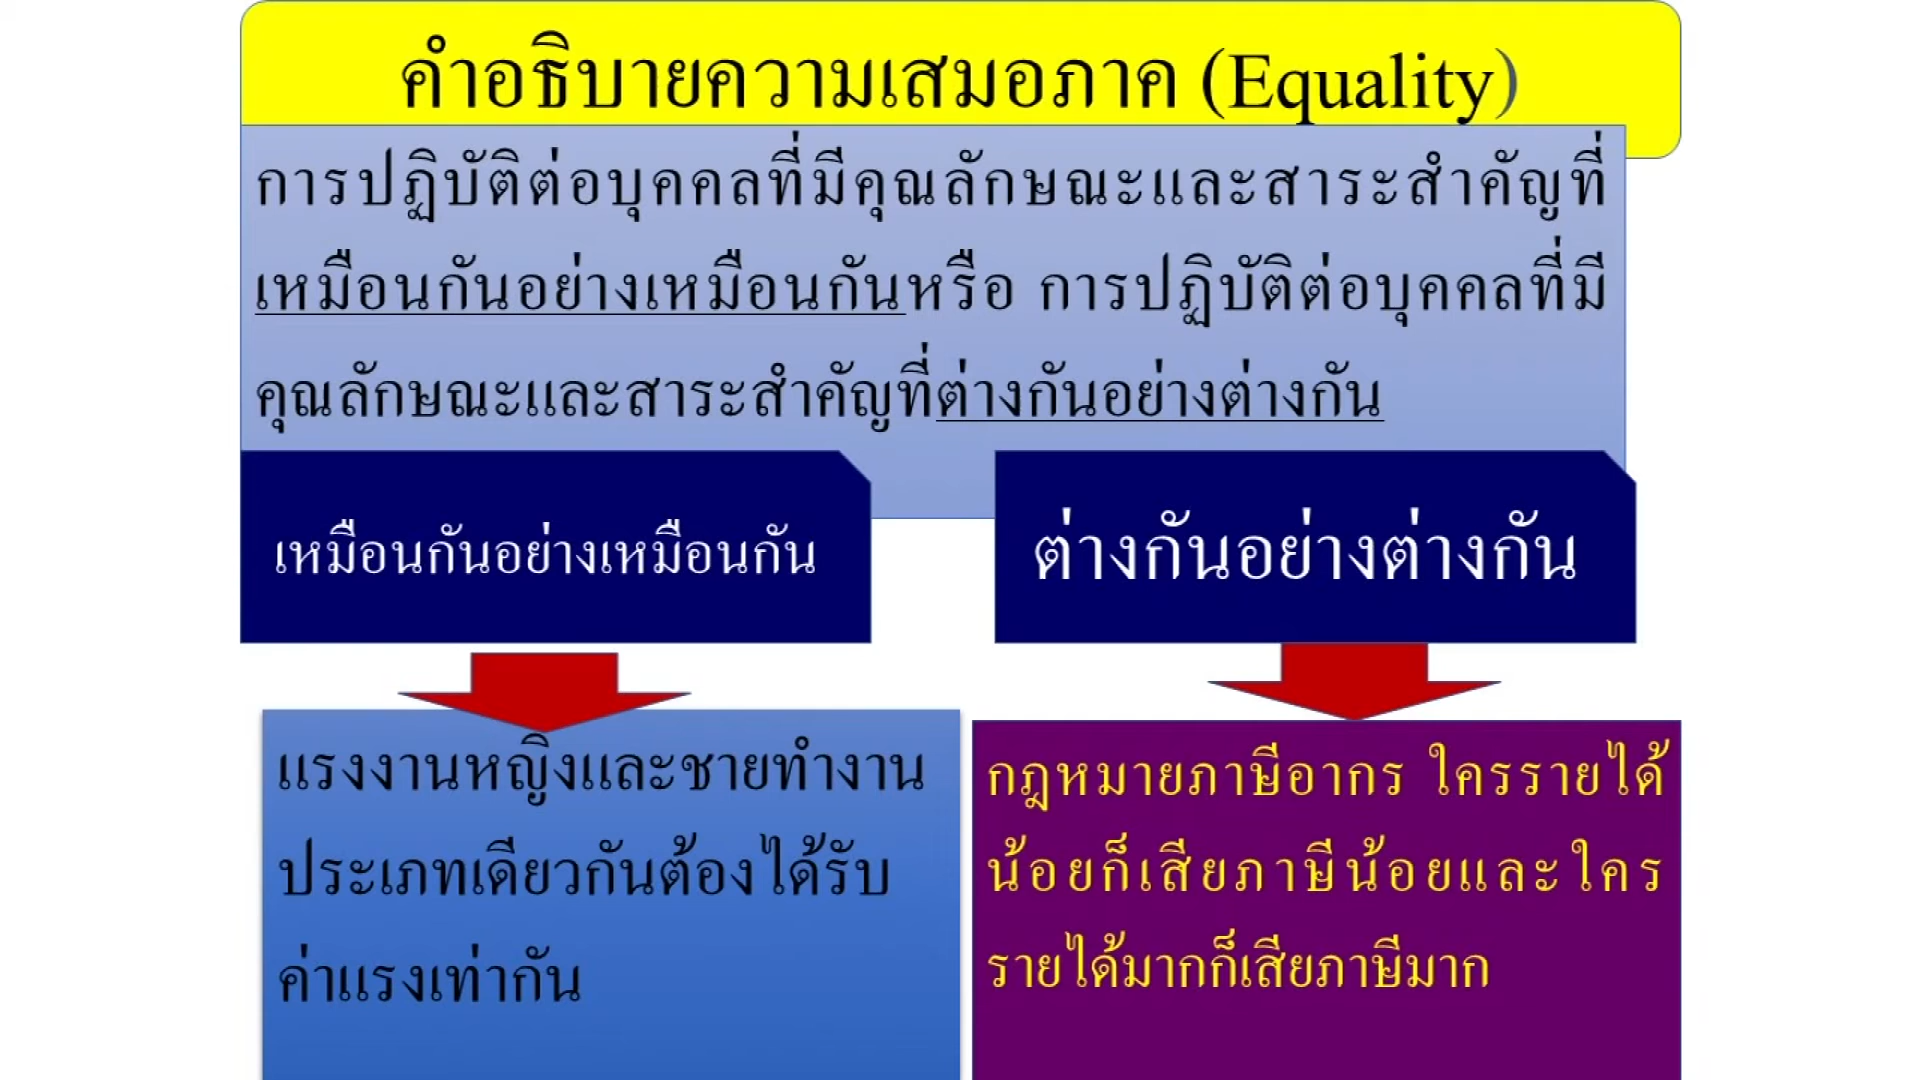 คำอธิบายความเสมอภาค (Equality)
การปฏิบัติต่อบุคคลที่มีคุณลักษณะและสาระสำคัญที่
เหมือนกันอย่างเหมือนกันหรือ การปฏิบัติต่อบุคคลที่มี
คุณลักษณะและสาระสำคัญที่ต่างกันอย่างต่างกัน
เหมือนกันอย่างเหมือนกัน
แรงงานหญิงและชายทำงาน
ประเภทเดียวกันต้องได้รับ
ค่าแรงเท่ากัน
ต่างกันอย่างต่างกัน
กฎหมายภาษีอากร ใครรายได้
น้อยก็เสียภาษีน้อยและใคร
รายได้มากก็เสียภาษีมาก